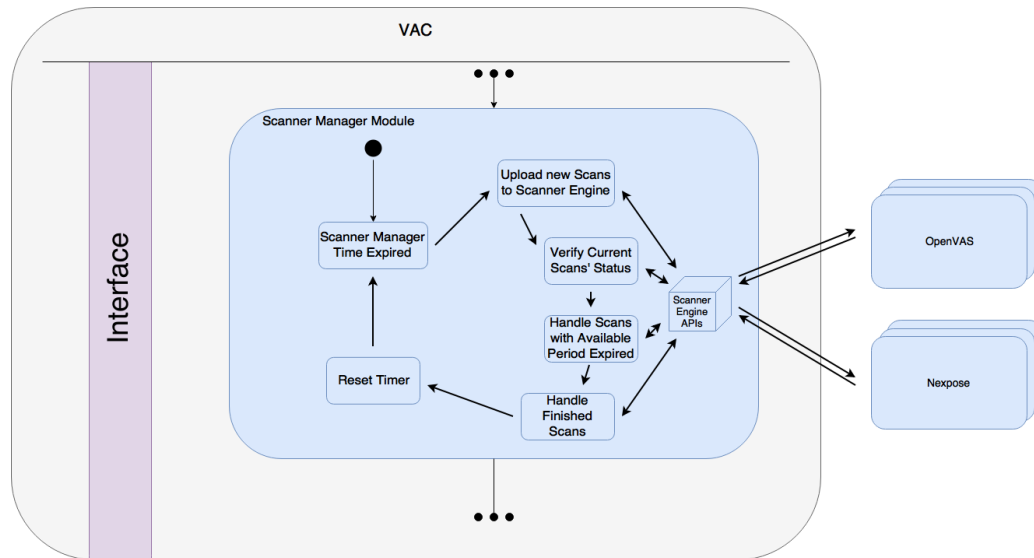 VAC
Interface
Scanner Manager Module
Upload new Scans
to Scanner Engine
Scanner Manager
Time Expired
Verify Current
Scans' Status
Scanner
Engine
APIs
Handle Scans
with Available
Period Expired
Reset Timer
Handle
Finished
Scans
OpenVAS
Nexpose